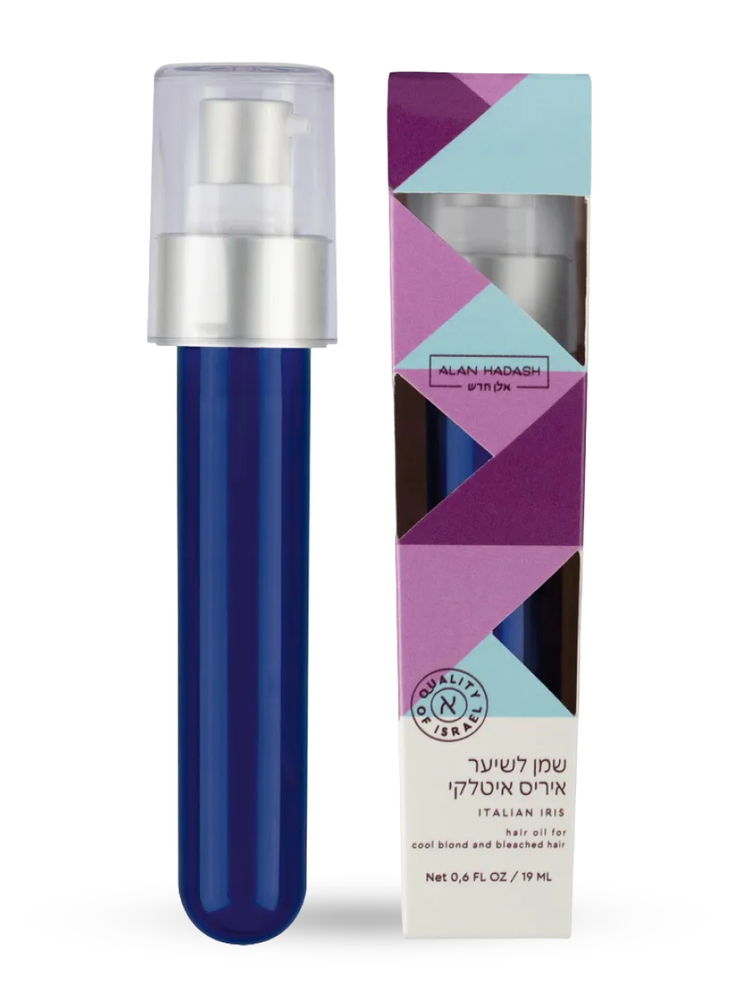 ALAN HADASH
אלן חדש
QUALITY OF ISRAEL
א
שמן לשיער
איריס איטלקי
ITALIAN IRIS
hair oil for
cool blond and bleached hair
Net 0,6 FL OZ / 19 ML